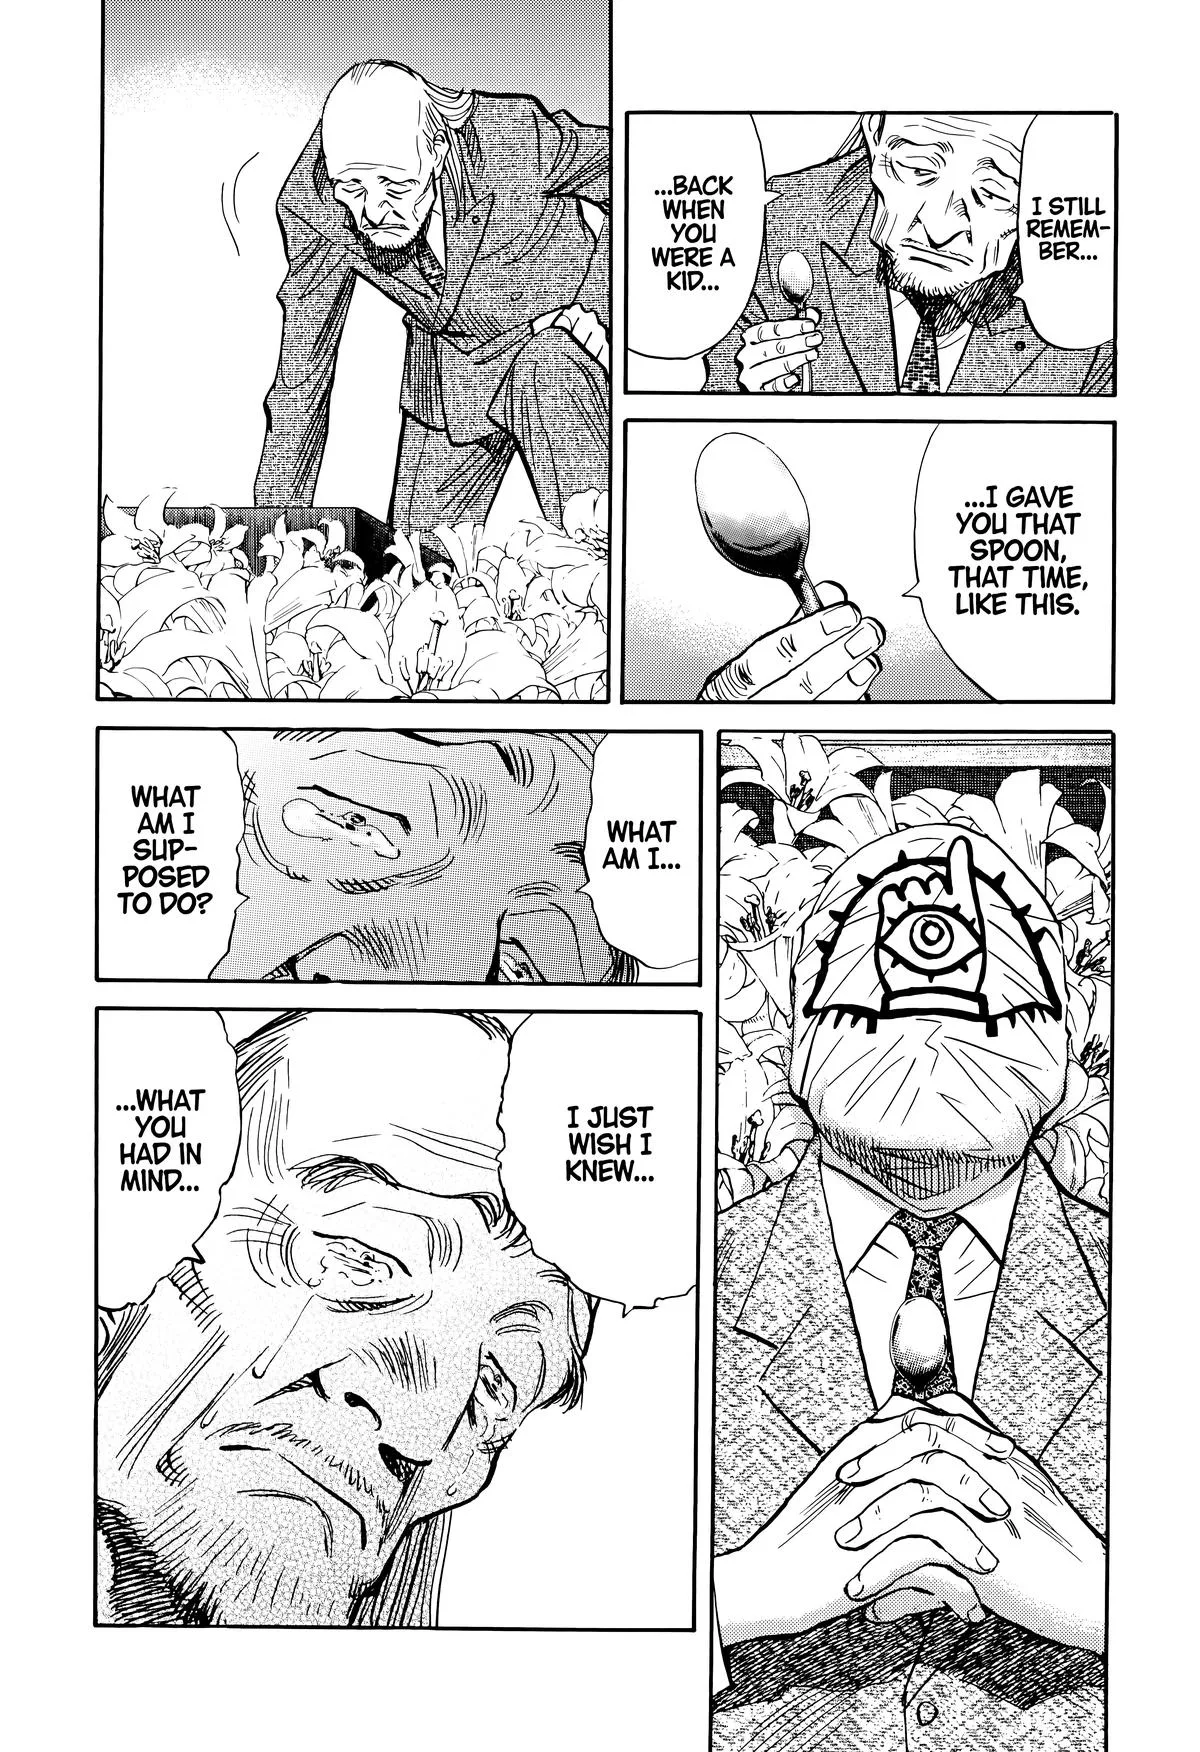 I STILL
REMEM-
BER...
...BACK
WHEN
YOU
WERE A
KID...
...I GAVE
YOU THAT
SPOON,
THAT TIME,
LIKE THIS.
WHAT
AM I...
WHAT
AM I
SUP-
POSED
TO DO?
I JUST
WISH I
KNEW...
...WHAT
YOU
HAD IN
MIND...